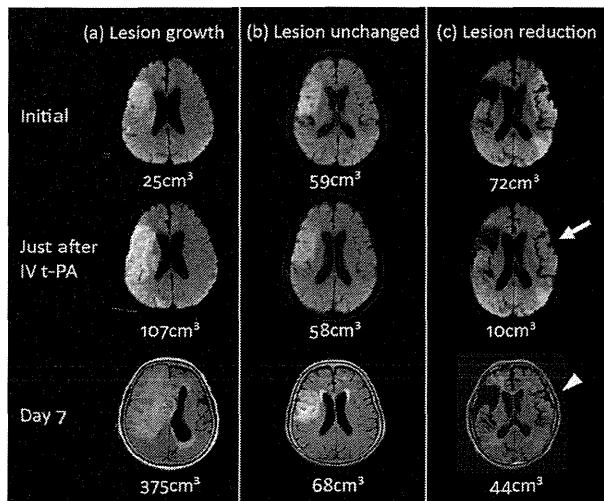 (a) Lesion growth (b) Lesion unchanged (c) Lesion reduction
Initial
25cm³ 59cm³ 72cm³
Just after
IV t-PA
107cm³ 58cm³ 10cm³
Day 7
375cm³ 68cm³ 44cm³